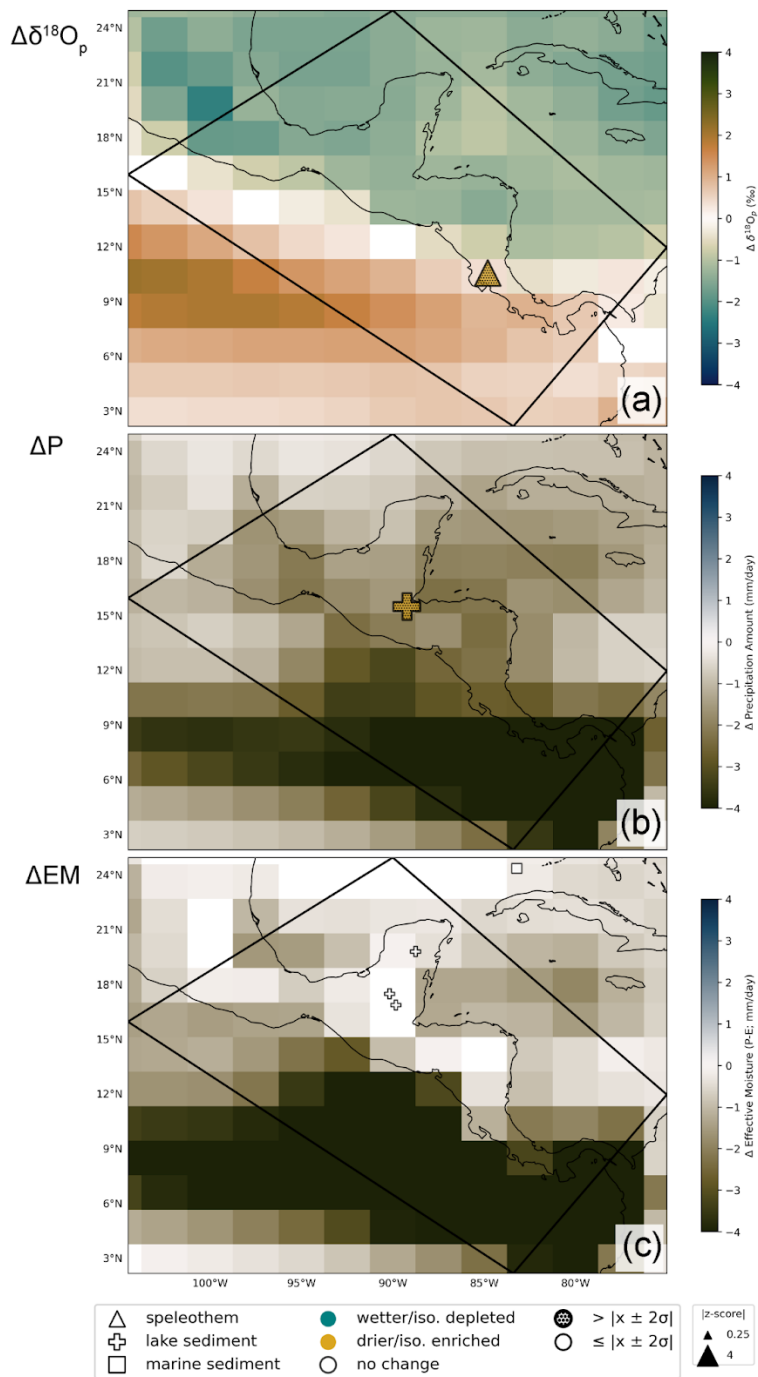 Δδ¹⁸Oₚ
24°N
21°N
18°N
15°N
12°N
9°N
6°N
3°N
(a)
4
3
2
1
0
−1
−2
−3
−4
Δ δ¹⁸Oₚ (‰)
ΔP
24°N
21°N
18°N
15°N
12°N
9°N
6°N
3°N
(b)
4
3
2
1
0
−1
−2
−3
−4
Δ Precipitation Amount (mm/day)
ΔEM
24°N
21°N
18°N
15°N
12°N
9°N
6°N
3°N
(c)
4
3
2
1
0
−1
−2
−3
−4
Δ Effective Moisture (P-E; mm/day)
100°W 95°W 90°W 85°W 80°W
speleothem
lake sediment
marine sediment
wetter/iso. depleted
drier/iso. enriched
no change
> |x ± 2σ|
≤ |x ± 2σ|
|z-score|
0.25
4